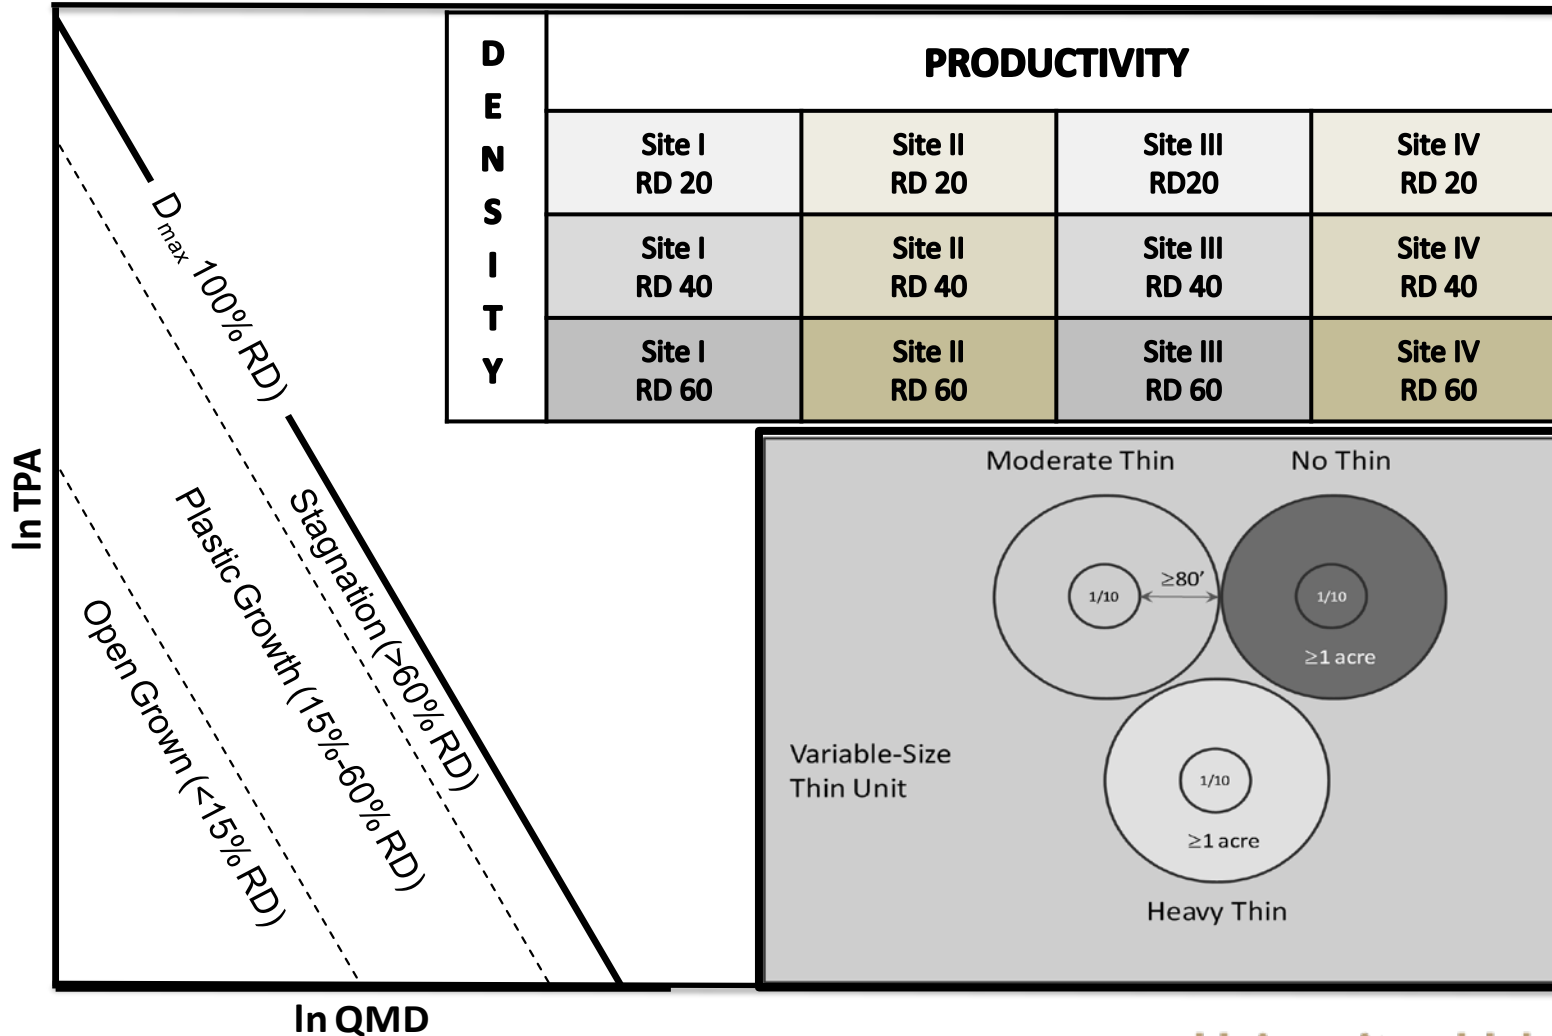 DENSITY
PRODUCTIVITY
Site I
RD 20
Site II
RD 20
Site III
RD20
Site IV
RD 20
Site I
RD 40
Site II
RD 40
Site III
RD 40
Site IV
RD 40
Site I
RD 60
Site II
RD 60
Site III
RD 60
Site IV
RD 60
Dmax 100% RD)
Stagnation (>60% RD)
Plastic Growth (15%-60% RD)
Open Grown (<15% RD)
ln TPA
ln QMD
Moderate Thin
No Thin
1/10
≥80’
1/10
≥1 acre
Variable-Size
Thin Unit
1/10
≥1 acre
Heavy Thin